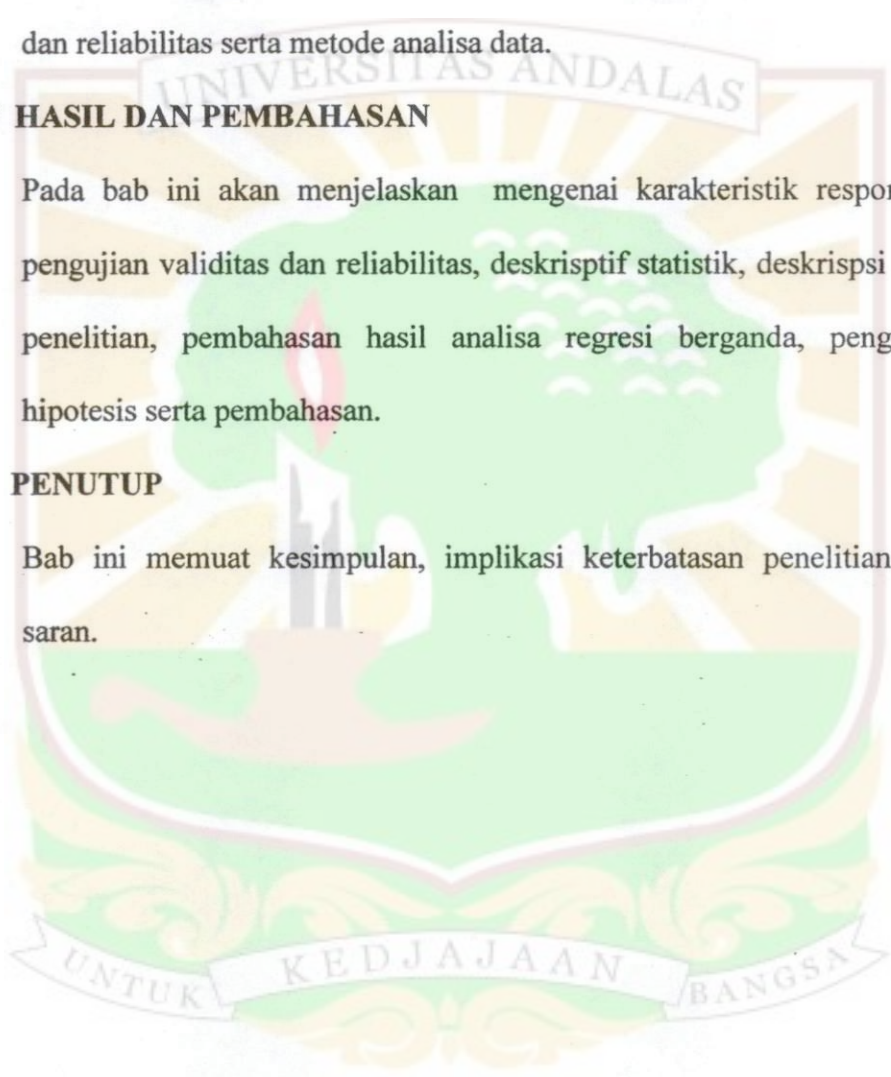 dan reliabilitas serta metode analisa data.
UNIVERSITAS ANDALAS
HASIL DAN PEMBAHASAN
Pada bab ini akan menjelaskan mengenai karakteristik respon
pengujian validitas dan reliabilitas, deskrisptif statistik, deskrispsi
penelitian, pembahasan hasil analisa regresi berganda, peng
hipotesis serta pembahasan.
PENUTUP
Bab ini memuat kesimpulan, implikasi keterbatasan penelitian
saran.
UNTUK KEDJAJAAN BANGSA